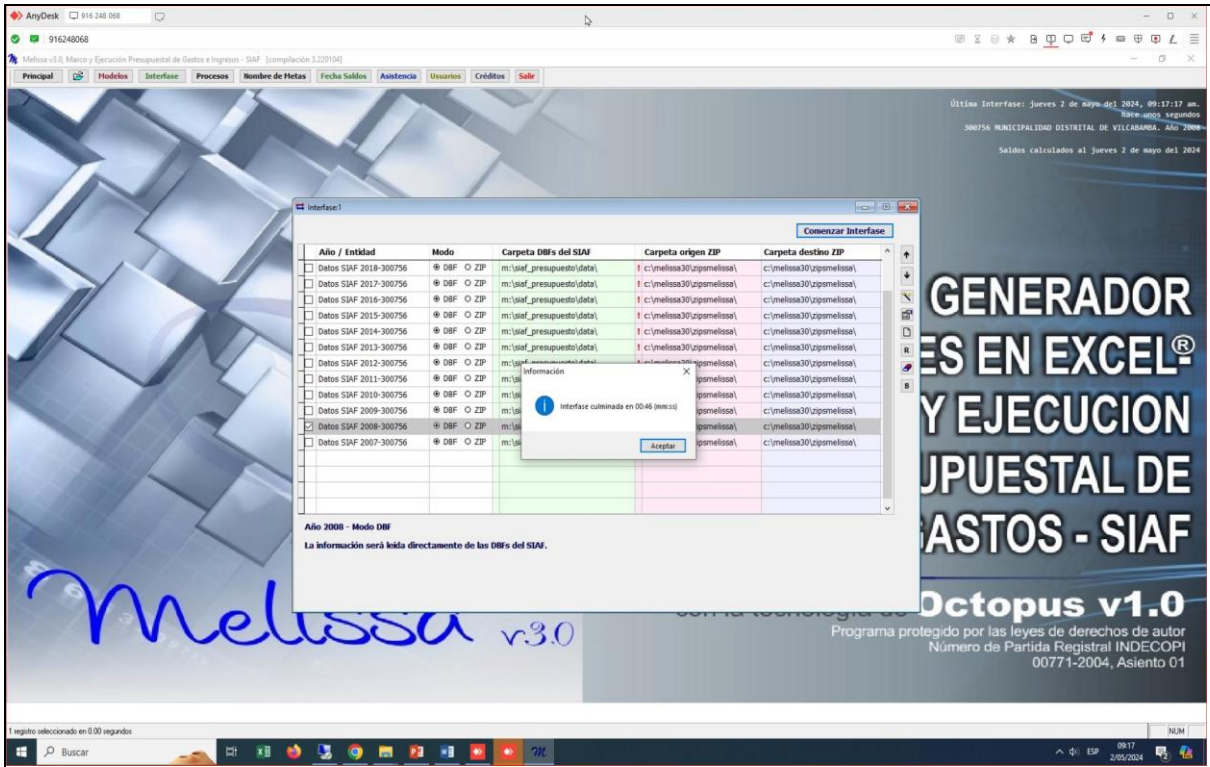 AnyDesk 916 248 068
916248068
Melissa v3.0, Marco y Ejecución Presupuestal de Gastos e Ingresos - SIAF [compilación 3.220104]
Principal Modelos Interfase Procesos Nombre de Metas Fecha Saldos Asistencia Usuarios Créditos Salir
Última Interfase: jueves 2 de mayo del 2024, 09:17:17 am.
hace unos segundos
300756 MUNICIPALIDAD DISTRITAL DE VILCABAMBA. Año 2008
Saldos calculados al jueves 2 de mayo del 2024
Interfase:1
Comenzar Interfase
Año / Entidad Modo Carpeta DBFs del SIAF Carpeta origen ZIP Carpeta destino ZIP
Datos SIAF 2018-300756 DBF ZIP m:\siaf_presupuesto\data\ ! c:\melissa30\zipsmelissa\ c:\melissa30\zipsmelissa\
Datos SIAF 2017-300756 DBF ZIP m:\siaf_presupuesto\data\ ! c:\melissa30\zipsmelissa\ c:\melissa30\zipsmelissa\
Datos SIAF 2016-300756 DBF ZIP m:\siaf_presupuesto\data\ ! c:\melissa30\zipsmelissa\ c:\melissa30\zipsmelissa\
Datos SIAF 2015-300756 DBF ZIP m:\siaf_presupuesto\data\ ! c:\melissa30\zipsmelissa\ c:\melissa30\zipsmelissa\
Datos SIAF 2014-300756 DBF ZIP m:\siaf_presupuesto\data\ ! c:\melissa30\zipsmelissa\ c:\melissa30\zipsmelissa\
Datos SIAF 2013-300756 DBF ZIP m:\siaf_presupuesto\data\ ! c:\melissa30\zipsmelissa\ c:\melissa30\zipsmelissa\
Datos SIAF 2012-300756 DBF ZIP c:\melissa30\zipsmelissa\
Datos SIAF 2011-300756 DBF ZIP m:\si ipsmelissa\ c:\melissa30\zipsmelissa\
Datos SIAF 2010-300756 DBF ZIP m:\si ipsmelissa\ c:\melissa30\zipsmelissa\
Datos SIAF 2009-300756 DBF ZIP m:\si ipsmelissa\ c:\melissa30\zipsmelissa\
Datos SIAF 2008-300756 DBF ZIP m:\si ipsmelissa\ c:\melissa30\zipsmelissa\
Datos SIAF 2007-300756 DBF ZIP m:\si ipsmelissa\ c:\melissa30\zipsmelissa\
R
B
Información
Interfase culminada en 00:46 (mm:ss)
Aceptar
Año 2008 - Modo DBF
La información será leída directamente de las DBFs del SIAF.
GENERADOR
ES EN EXCEL®
Y EJECUCION
UPUESTAL DE
ASTOS - SIAF
Melissa v.3.0
con la tecnología de Octopus v1.0
Programa protegido por las leyes de derechos de autor
Número de Partida Registral INDECOPI
00771-2004, Asiento 01
1 registro seleccionado en 0.00 segundos
NUM
Buscar
ESP
09:17
2/05/2024